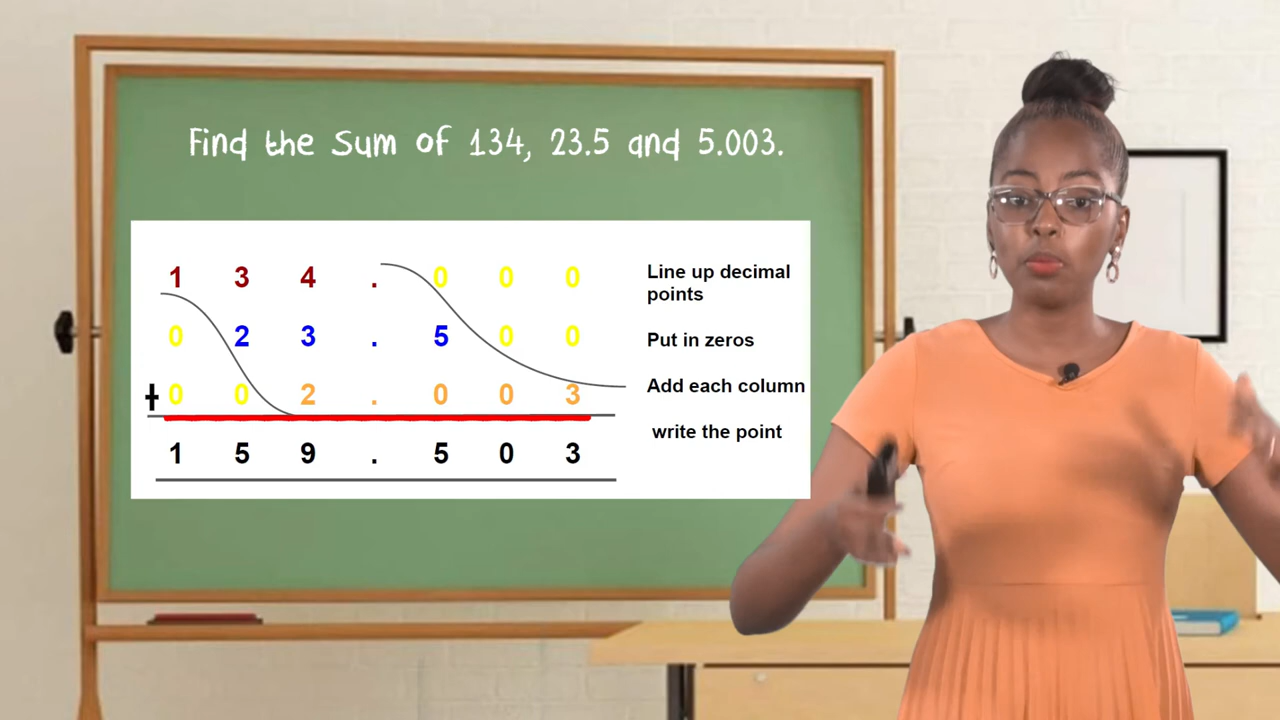 Find the Sum of 134, 23.5 and 5.003.
1 3 4 . 0 0 0
Line up decimal
points
0 2 3 . 5 0 0
Put in zeros
+ 0 0 2 . 0 0 3
Add each column
write the point
1 5 9 . 5 0 3